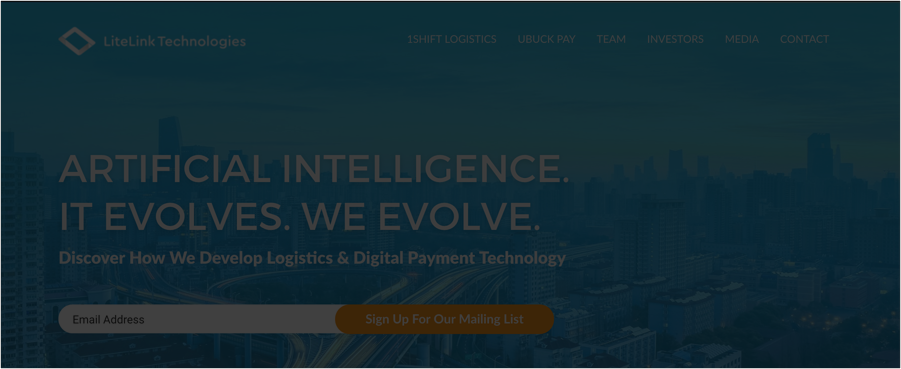 LiteLink Technologies
1SHIFT LOGISTICS UBUCK PAY TEAM INVESTORS MEDIA CONTACT
ARTIFICIAL INTELLIGENCE.
IT EVOLVES. WE EVOLVE.
Discover How We Develop Logistics & Digital Payment Technology
Email Address Sign Up For Our Mailing List